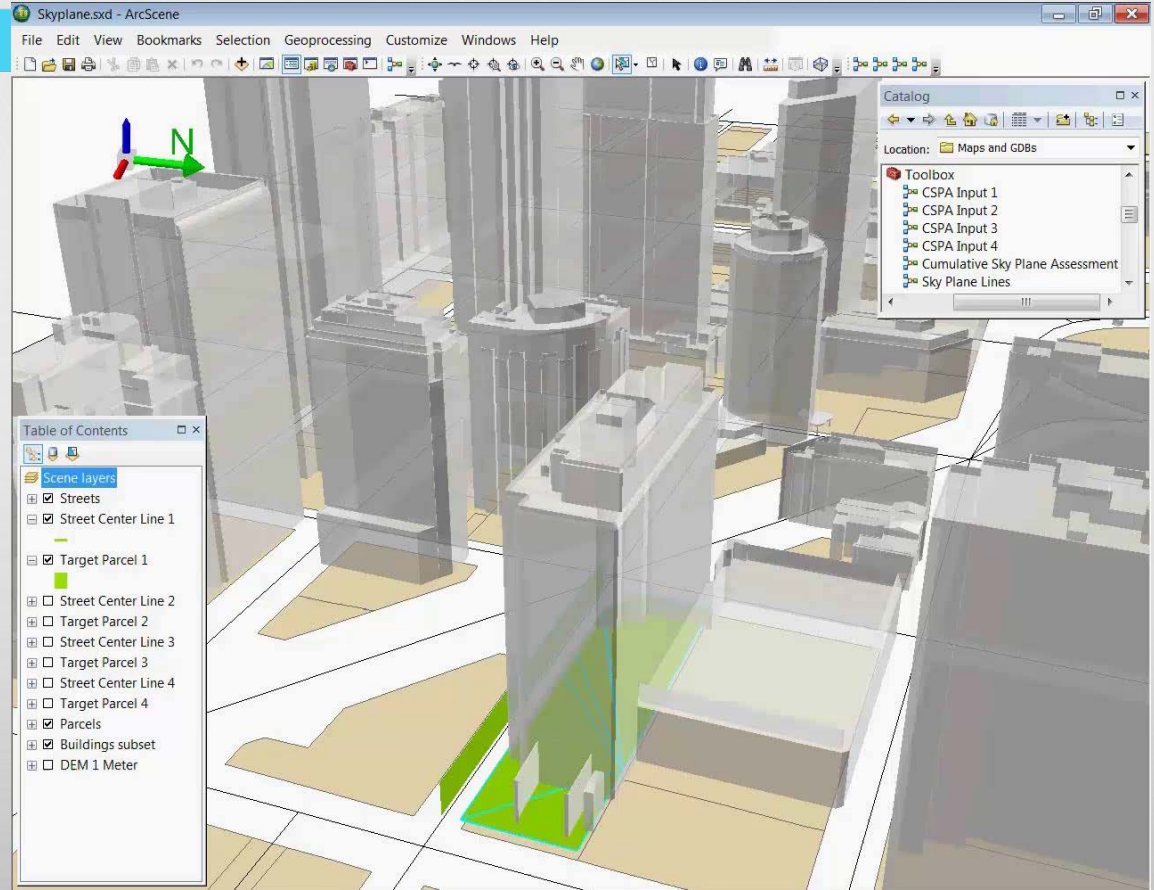 Skyplane.sxd - ArcScene
File Edit View Bookmarks Selection Geoprocessing Customize Windows Help
N
Catalog
Location: Maps and GDBs
Toolbox
CSPA Input 1
CSPA Input 2
CSPA Input 3
CSPA Input 4
Cumulative Sky Plane Assessment
Sky Plane Lines
Table of Contents
Scene layers
Streets
Street Center Line 1
Target Parcel 1
Street Center Line 2
Target Parcel 2
Street Center Line 3
Target Parcel 3
Street Center Line 4
Target Parcel 4
Parcels
Buildings subset
DEM 1 Meter